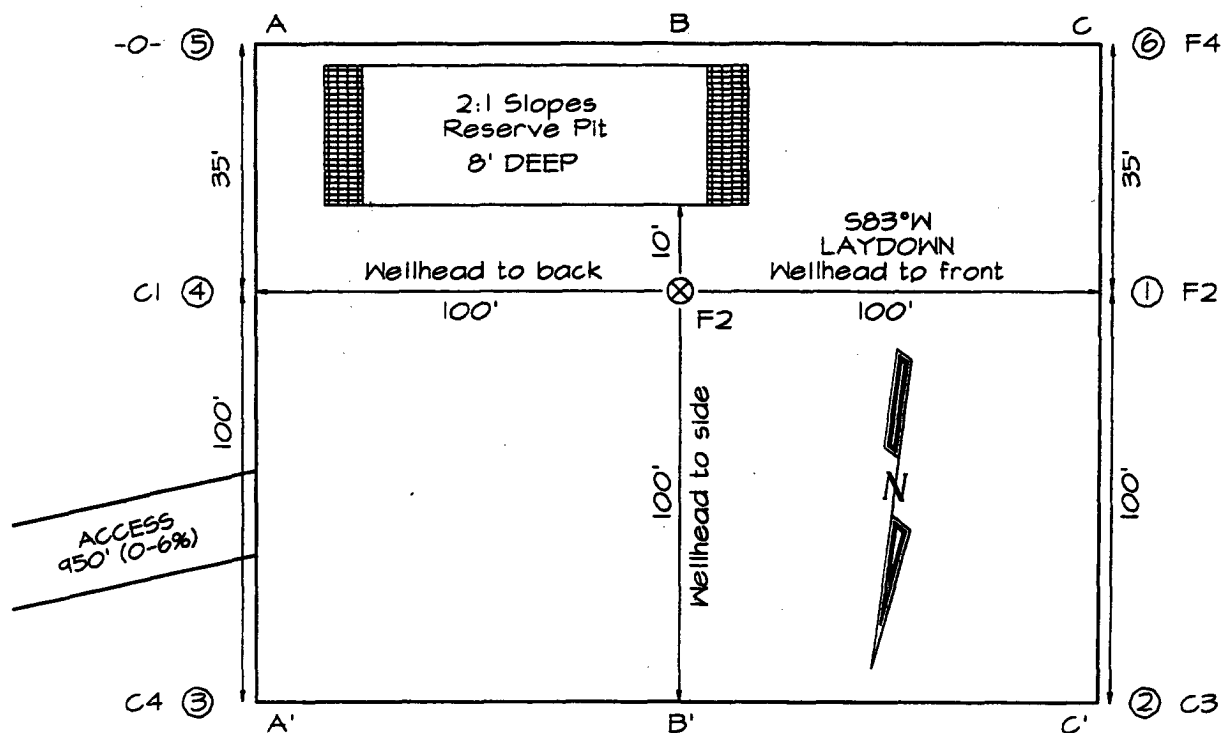 A B C
-O- ⑤ ⑥ F4
2:1 Slopes
Reserve Pit
8' DEEP
35' 35'
10'
S83°W
LAYDOWN
Wellhead to back Wellhead to front
C1 ④ ① F2
100' 100'
F2
100' 100' Wellhead to side 100'
N
ACCESS
950' (0-6%)
C4 ③ ② C3
A' B' C'